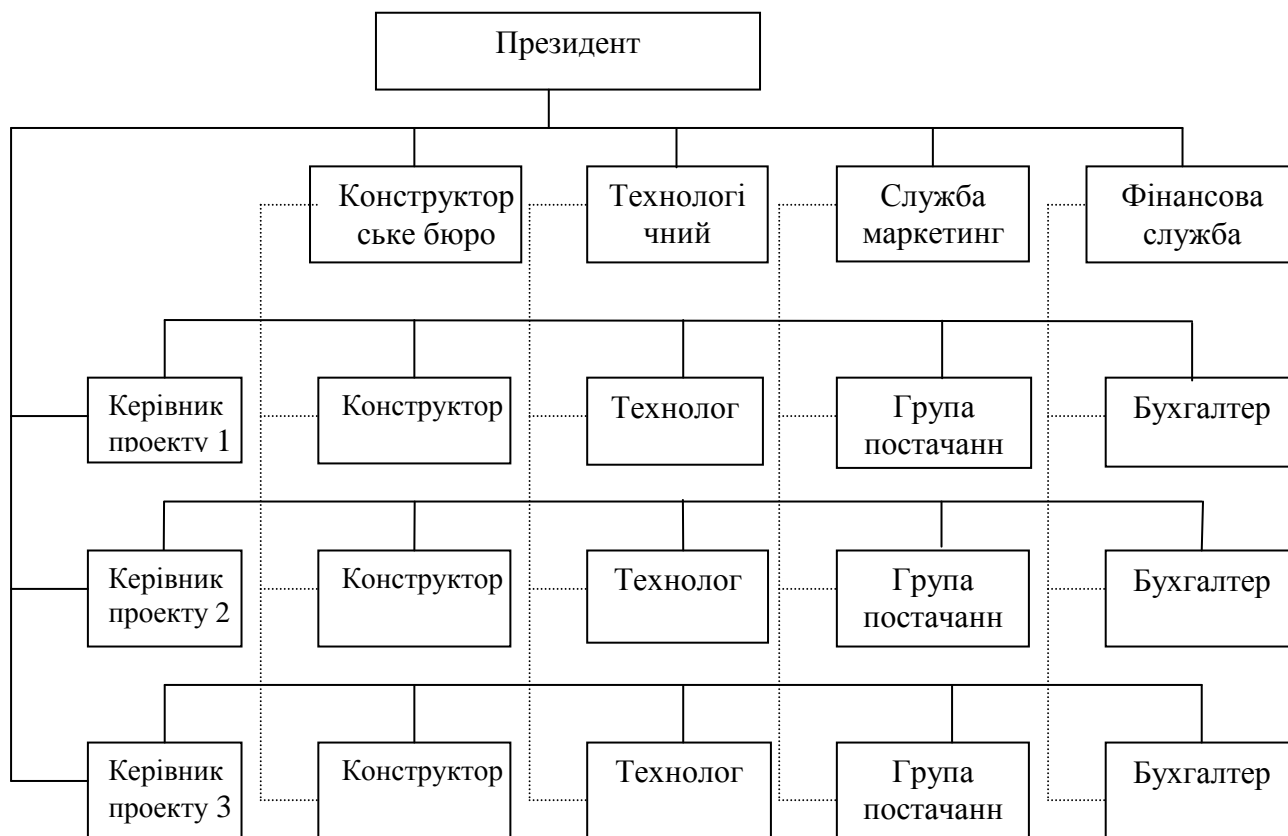 Президент
Конструктор
ське бюро
Технологі
чний
Служба
маркетинг
Фінансова
служба
Керівник
проекту 1
Конструктор
Технолог
Група
постачанн
Бухгалтер
Керівник
проекту 2
Конструктор
Технолог
Група
постачанн
Бухгалтер
Керівник
проекту 3
Конструктор
Технолог
Група
постачанн
Бухгалтер